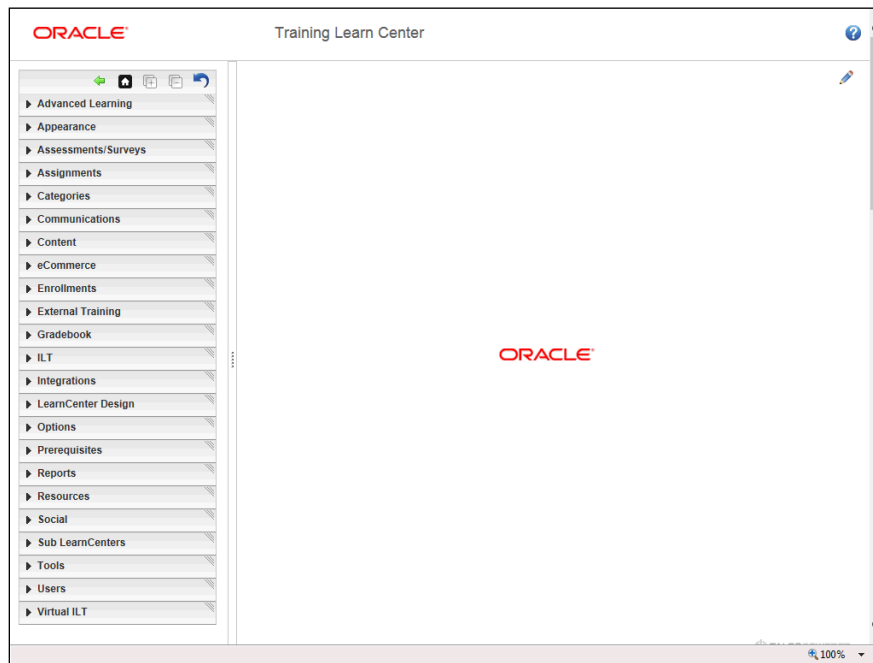 ORACLE
Training Learn Center
Advanced Learning
Appearance
Assessments/Surveys
Assignments
Categories
Communications
Content
eCommerce
Enrollments
External Training
Gradebook
ILT
Integrations
LearnCenter Design
Options
Prerequisites
Reports
Resources
Social
Sub LearnCenters
Tools
Users
Virtual ILT
ORACLE
100%